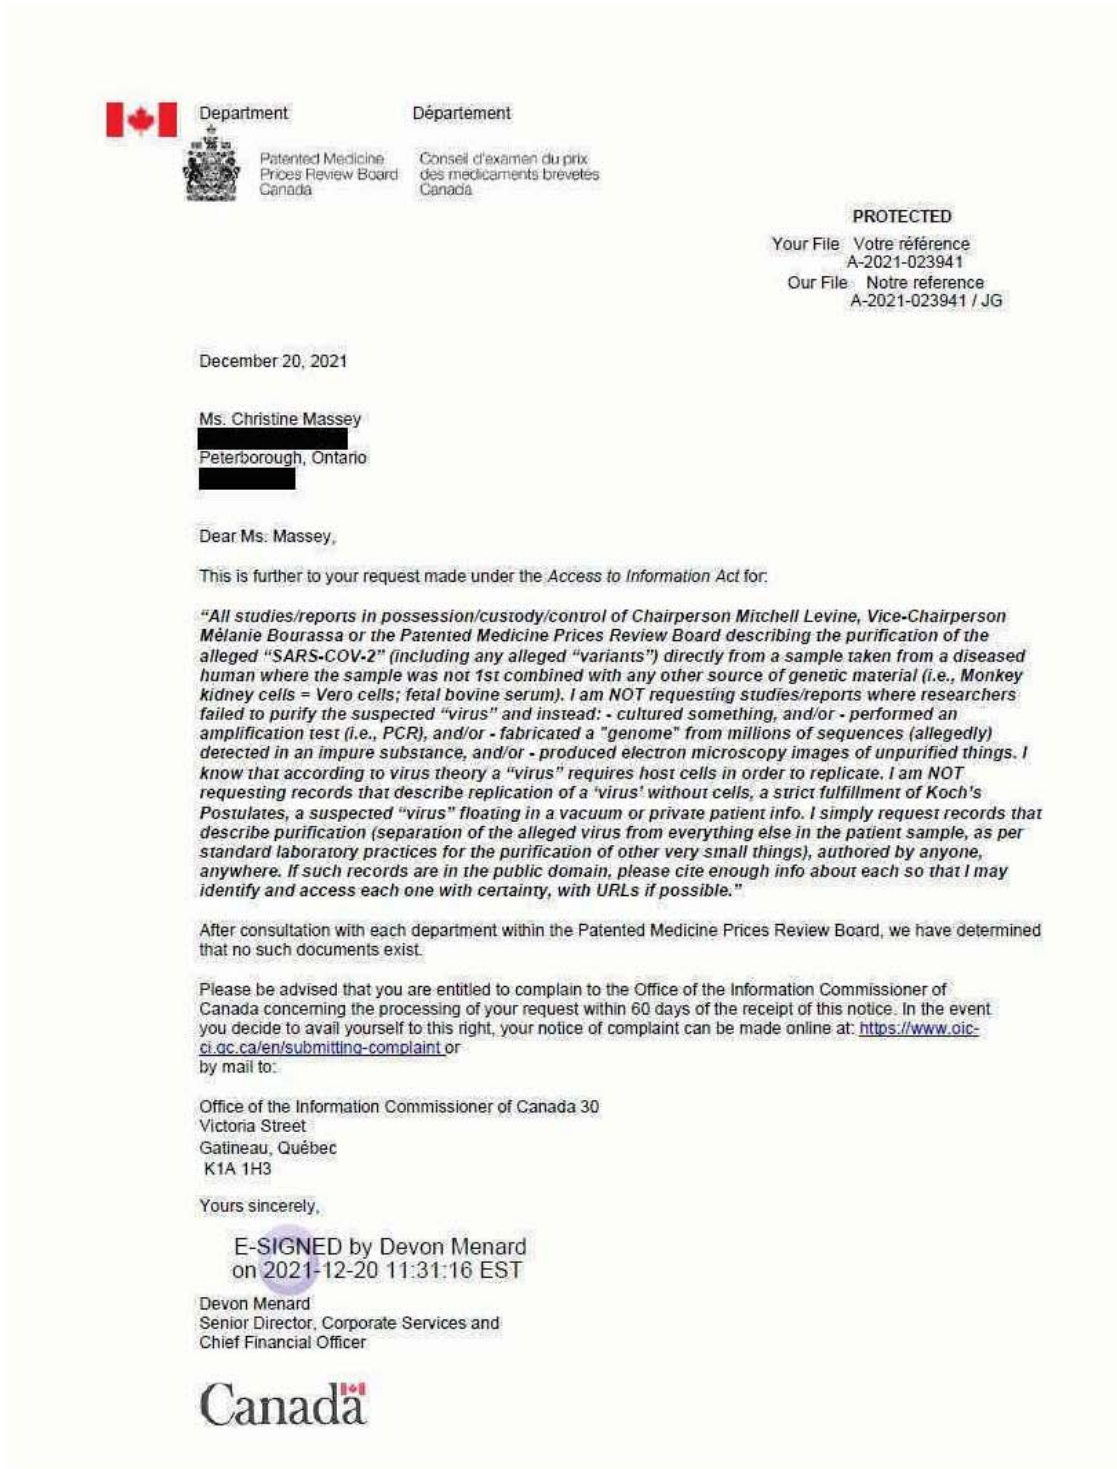 Department
Département
Patented Medicine
Prices Review Board
Canada
Conseil d'examen du prix
des medicaments brevetés
Canada
PROTECTED
Your File Votre référence
A-2021-023941
Our File Notre reference
A-2021-023941 / JG
December 20, 2021
Ms. Christine Massey
Peterborough, Ontario
Dear Ms. Massey,
This is further to your request made under the Access to Information Act for:
“All studies/reports in possession/custody/control of Chairperson Mitchell Levine, Vice-Chairperson
Mélanie Bourassa or the Patented Medicine Prices Review Board describing the purification of the
alleged “SARS-COV-2” (including any alleged “variants”) directly from a sample taken from a diseased
human where the sample was not 1st combined with any other source of genetic material (i.e., Monkey
kidney cells = Vero cells; fetal bovine serum). I am NOT requesting studies/reports where researchers
failed to purify the suspected “virus” and instead: - cultured something, and/or - performed an
amplification test (i.e., PCR), and/or - fabricated a "genome" from millions of sequences (allegedly)
detected in an impure substance, and/or - produced electron microscopy images of unpurified things. I
know that according to virus theory a “virus” requires host cells in order to replicate. I am NOT
requesting records that describe replication of a ‘virus’ without cells, a strict fulfillment of Koch's
Postulates, a suspected “virus” floating in a vacuum or private patient info. I simply request records that
describe purification (separation of the alleged virus from everything else in the patient sample, as per
standard laboratory practices for the purification of other very small things), authored by anyone,
anywhere. If such records are in the public domain, please cite enough info about each so that I may
identify and access each one with certainty, with URLs if possible.”
After consultation with each department within the Patented Medicine Prices Review Board, we have determined
that no such documents exist.
Please be advised that you are entitled to complain to the Office of the Information Commissioner of
Canada concerning the processing of your request within 60 days of the receipt of this notice. In the event
you decide to avail yourself to this right, your notice of complaint can be made online at: https://www.oic-
ci.gc.ca/en/submitting-complaint or
by mail to:
Office of the Information Commissioner of Canada 30
Victoria Street
Gatineau, Québec
K1A 1H3
Yours sincerely,
E-SIGNED by Devon Menard
on 2021-12-20 11:31:16 EST
Devon Menard
Senior Director, Corporate Services and
Chief Financial Officer
Canada